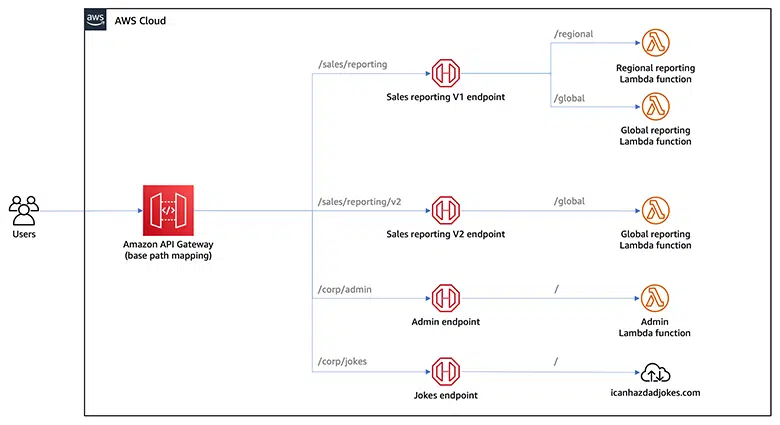 aws
AWS Cloud
/regional
/sales/reporting
Regional reporting
Lambda function
Sales reporting V1 endpoint
/global
Global reporting
Lambda function
/sales/reporting/v2
/global
Users
Amazon API Gateway
(base path mapping)
Sales reporting V2 endpoint
Global reporting
Lambda function
/corp/admin
/
Admin endpoint
Admin
Lambda function
/corp/jokes
/
Jokes endpoint
icanhazdadjokes.com